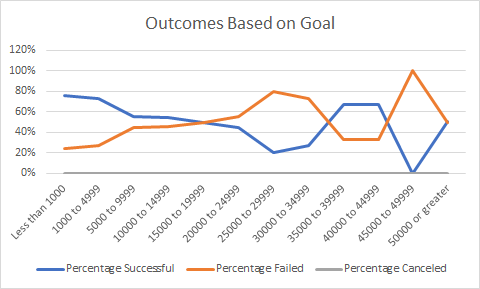 Outcomes Based on Goal
120%
100%
80%
60%
40%
20%
0%
Less than 1000
1000 to 4999
5000 to 9999
10000 to 14999
15000 to 19999
20000 to 24999
25000 to 29999
30000 to 34999
35000 to 39999
40000 to 44999
45000 to 49999
50000 or greater
Percentage Successful Percentage Failed Percentage Canceled